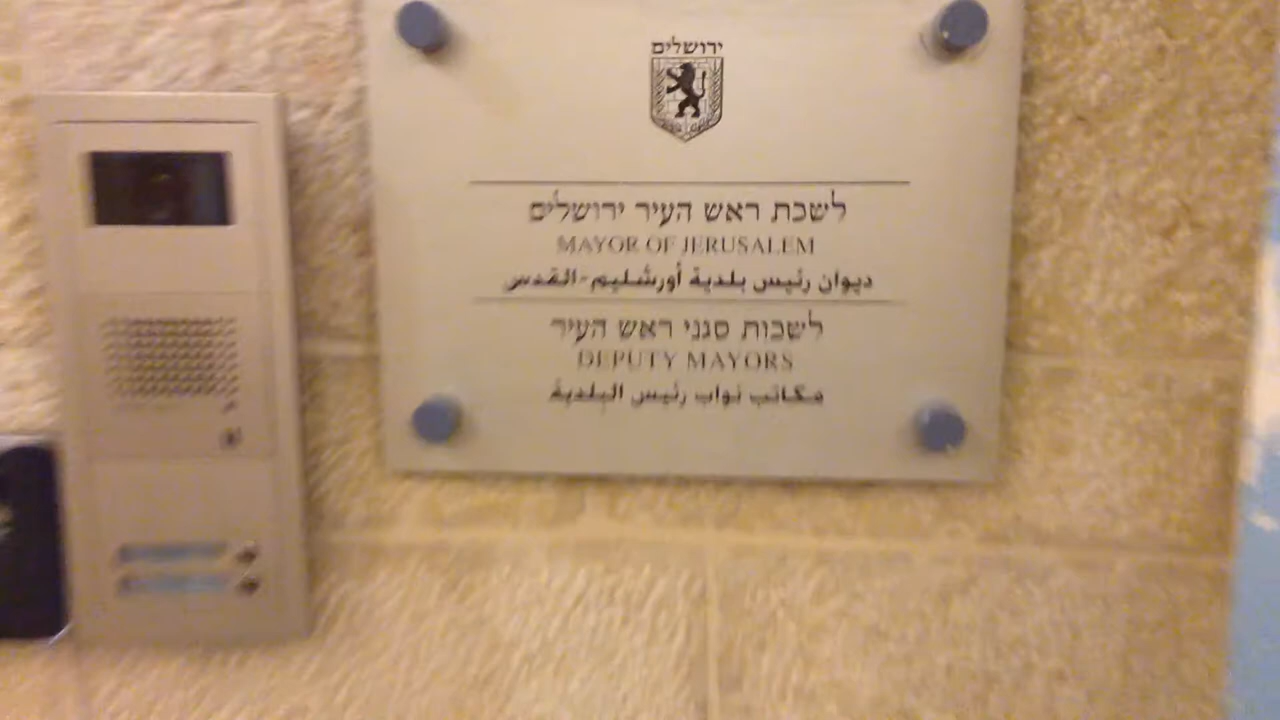 ירושלים
לשכת ראש העיר ירושלים
MAYOR OF JERUSALEM
ديوان رئيس بلدية أورشليم-القدس
לשכות סגני ראש העיר
DEPUTY MAYORS
مكاتب نواب رئيس البلدية